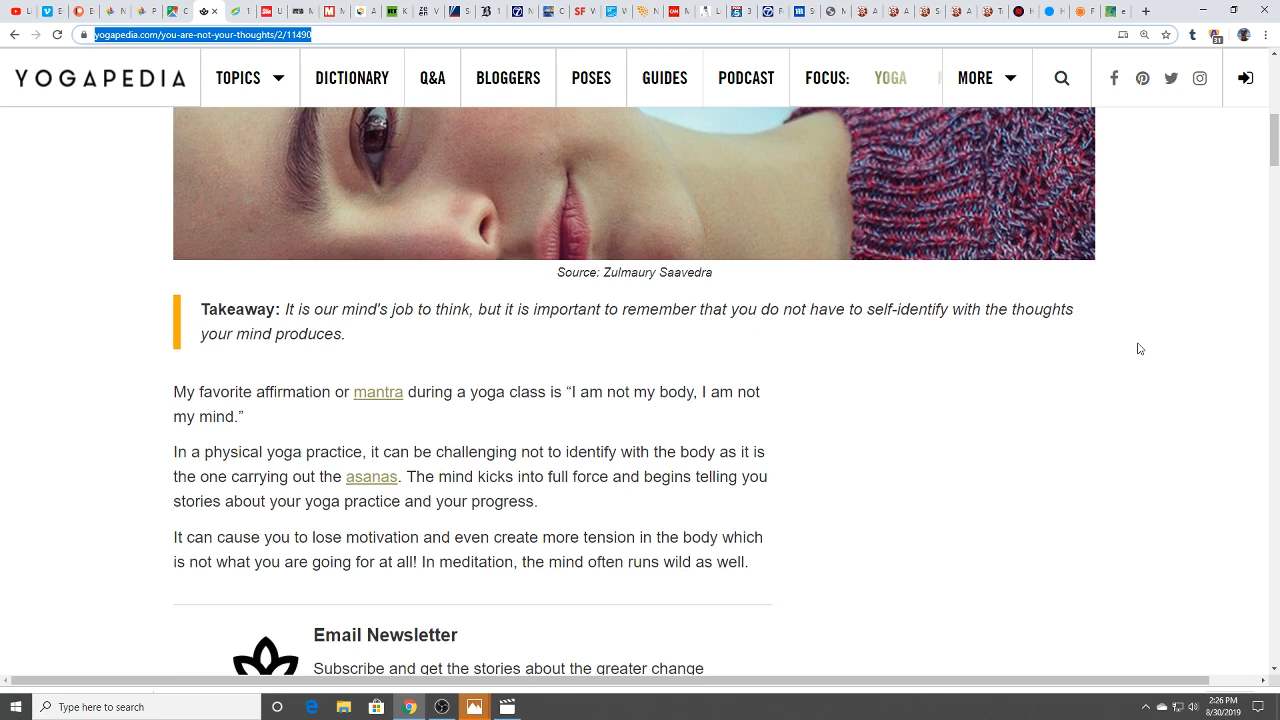 yogapedia.com/you-are-not-your-thoughts/2/11490
31
YOGAPEDIA TOPICS DICTIONARY Q&A BLOGGERS POSES GUIDES PODCAST FOCUS: YOGA MORE
Source: Zulmaury Saavedra
Takeaway: It is our mind's job to think, but it is important to remember that you do not have to self-identify with the thoughts
your mind produces.
My favorite affirmation or mantra during a yoga class is “I am not my body, I am not
my mind.”
In a physical yoga practice, it can be challenging not to identify with the body as it is
the one carrying out the asanas. The mind kicks into full force and begins telling you
stories about your yoga practice and your progress.
It can cause you to lose motivation and even create more tension in the body which
is not what you are going for at all! In meditation, the mind often runs wild as well.
Email Newsletter
Subscribe and get the stories about the greater change
Type here to search
2:26 PM
8/30/2019